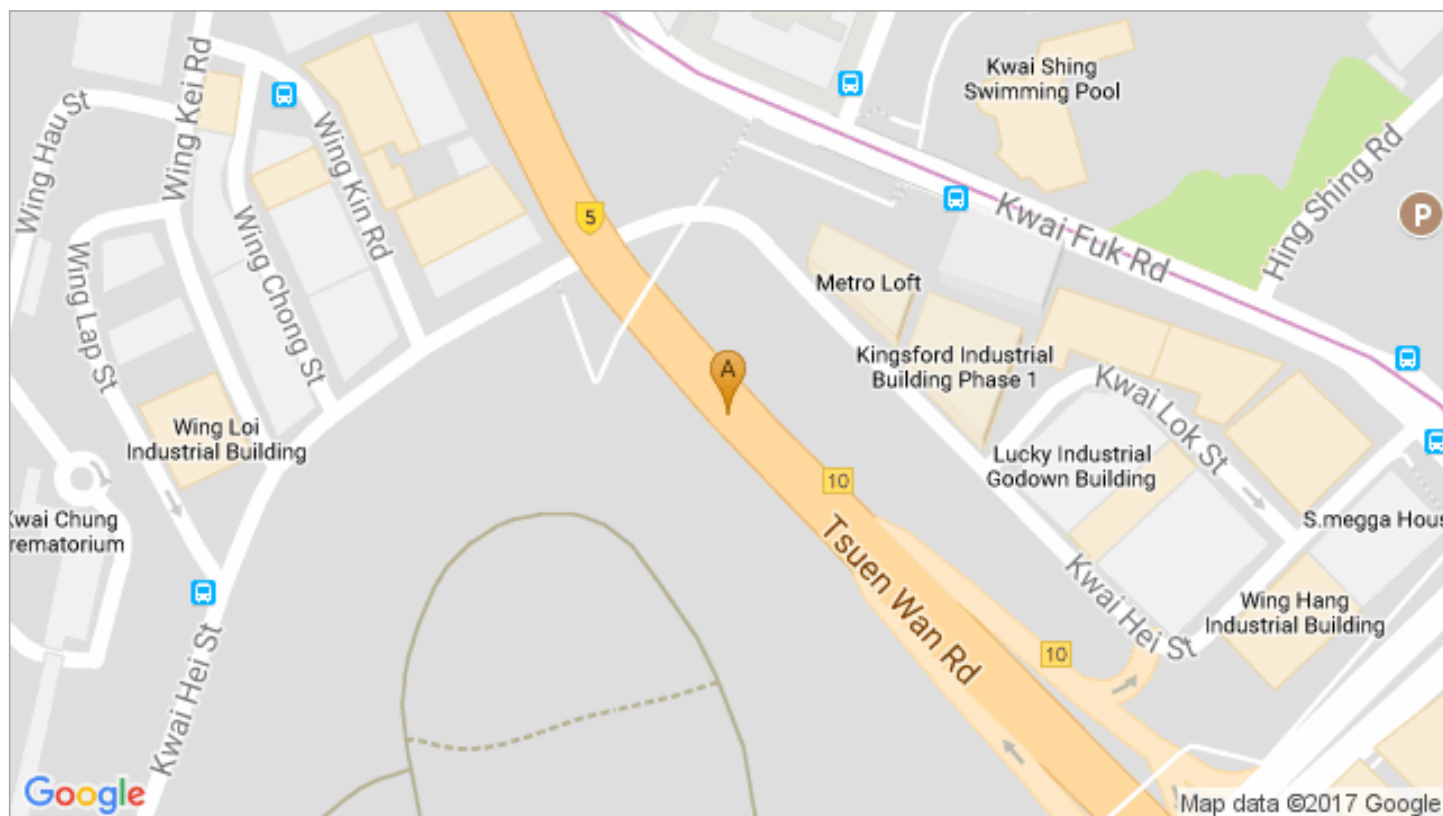 Kwai Shing
Swimming Pool
Wing Hau St
Wing Kei Rd
Wing Kin Rd
Wing Chong St
Wing Lap St
5
Kwai Fuk Rd
Hing Shing Rd
P
Metro Loft
Kingsford Industrial
Building Phase 1
A
Kwai Lok St
Wing Loi
Industrial Building
Lucky Industrial
Godown Building
10
Kwai Chung
rematorium
S.megga Hous
Tsuen Wan Rd
Kwai Hei St
Wing Hang
Industrial Building
10
Kwai Hei St
Google
Map data ©2017 Google